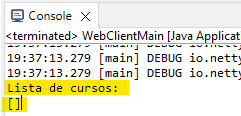 Console
<terminated> WebClientMain [Java Applicat
19:37:13.279 [main] DEBUG io.netty
19:37:13.279 [main] DEBUG io.netty
Lista de cursos:
[]